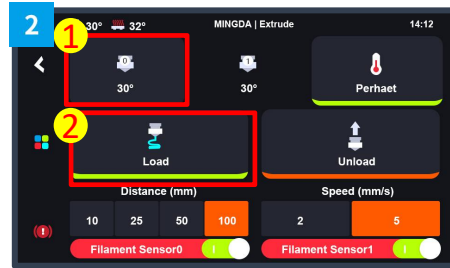 2
30° 32° MINGDA | Extrude 14:12
1
0
1
30°
30°
Perhaet
2
Load
Unload
Distance (mm)
Speed (mm/s)
10 25 50 100
2 5
Filament Sensor0
Filament Sensor1